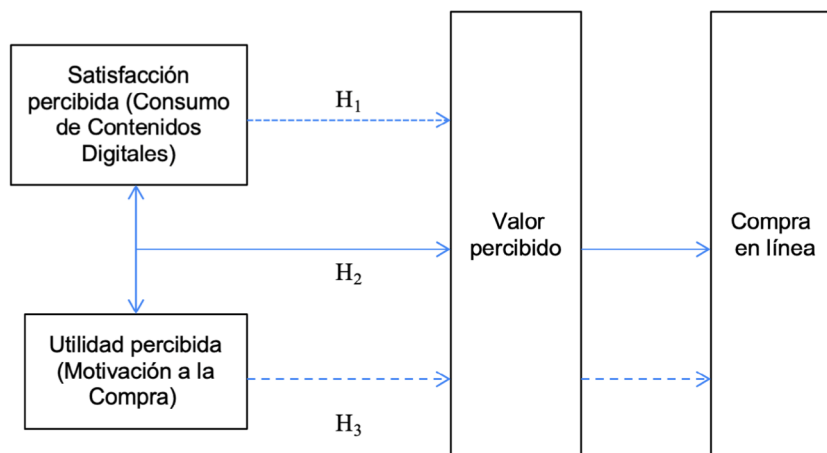 Satisfacción
percibida (Consumo
de Contenidos
Digitales)
H₁
H₂
Utilidad percibida
(Motivación a la
Compra)
H₃
Valor
percibido
Compra
en línea